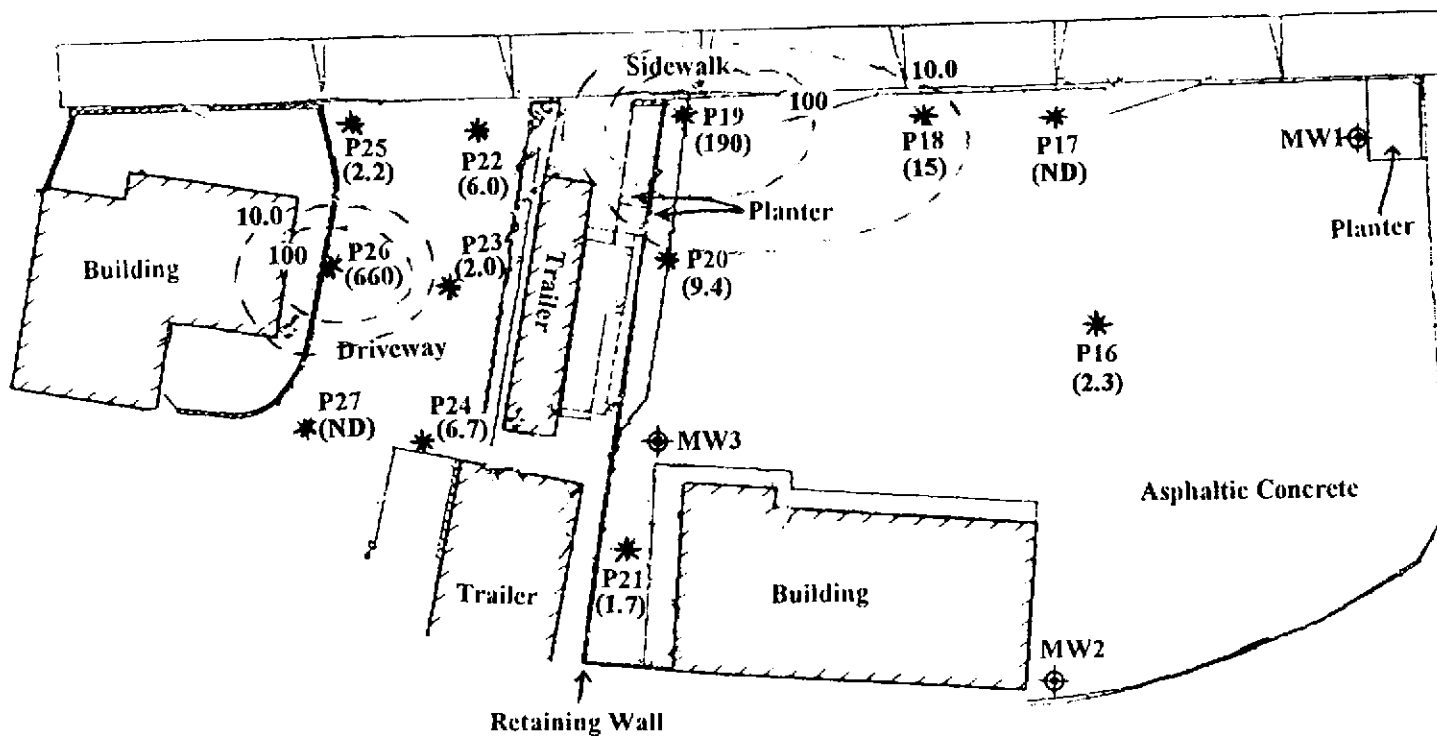 Sidewalk
10.0
100
P19
(190)
P18
(15)
P17
(ND)
MW1
P25
(2.2)
P22
(6.0)
Planter
Planter
10.0
100
P26
(660)
P23
(2.0)
Building
Trailer
P20
(9.4)
P16
(2.3)
Driveway
P27
(ND)
P24
(6.7)
MW3
Asphaltic Concrete
P21
(1.7)
Trailer
Building
MW2
Retaining Wall